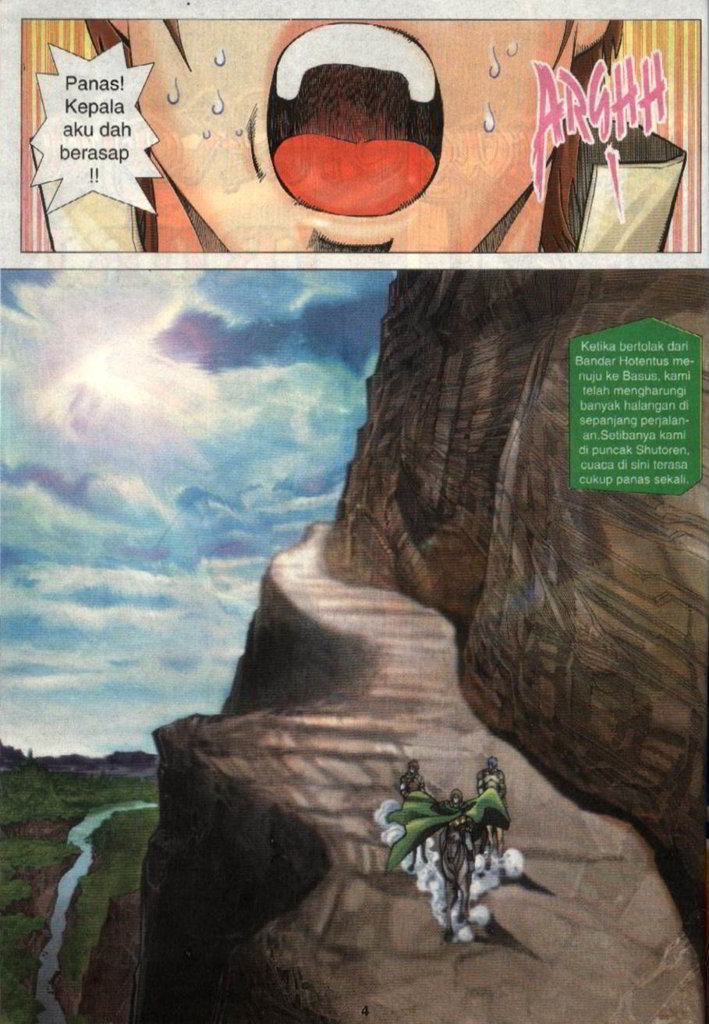 Panas!
Kepala
aku dah
berasap
!!
ARGHH
!
Ketika bertolak dari
Bandar Hotentus me-
nuju ke Basus, kami
telah mengharungi
banyak halangan di
sepanjang perjalan-
an.Setibanya kami
di puncak Shutoren,
cuaca di sini terasa
cukup panas sekali.
4